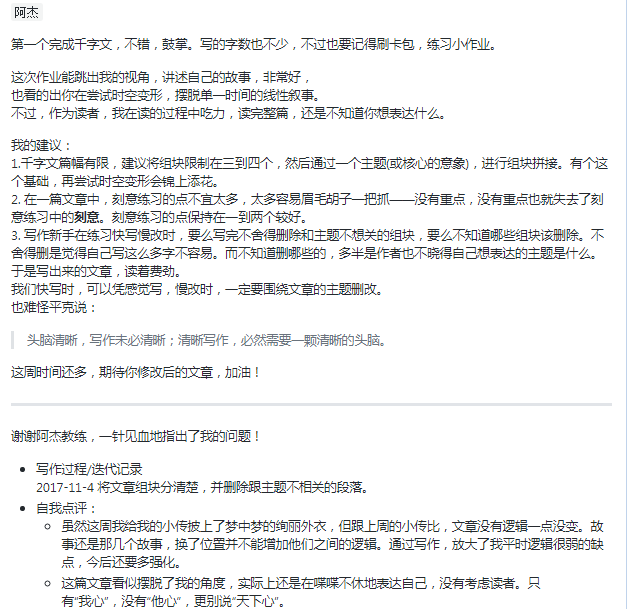 阿杰
第一个完成千字文，不错，鼓掌。写的字数也不少，不过也要记得刷卡包，练习小作业。
这次作业能跳出我的视角，讲述自己的故事，非常好，
也看的出你在尝试时空变形，摆脱单一时间的线性叙事。
不过，作为读者，我在读的过程中吃力，读完整篇，还是不知道你想表达什么。
我的建议：
1.千字文篇幅有限，建议将组块限制在三到四个，然后通过一个主题(或核心的意象)，进行组块拼接。有个这
个基础，再尝试时空变形会锦上添花。
2. 在一篇文章中，刻意练习的点不宜太多，太多容易眉毛胡子一把抓——没有重点，没有重点也就失去了刻
意练习中的刻意。刻意练习的点保持在一到两个较好。
3. 写作新手在练习快写慢改时，要么写完不舍得删除和主题不想关的组块，要么不知道哪些组块该删除。不
舍得删是觉得自己写这么多字不容易。而不知道删哪些的，多半是作者也不晓得自己想表达的主题是什么。
于是写出来的文章，读着费劲。
我们快写时，可以凭感觉写，慢改时，一定要围绕文章的主题删改。
也难怪平克说：
头脑清晰，写作未必清晰；清晰写作，必然需要一颗清晰的头脑。
这周时间还多，期待你修改后的文章，加油！
谢谢阿杰教练，一针见血地指出了我的问题！
• 写作过程/迭代记录
2017-11-4 将文章组块分清楚，并删除跟主题不相关的段落。
• 自我点评：
◦ 虽然这周我给我的小传披上了梦中梦的绚丽外衣，但跟上周的小传比，文章没有逻辑一点没变。故
事还是那几个故事，换了位置并不能增加他们之间的逻辑。通过写作，放大了我平时逻辑很弱的缺
点，今后还要多强化。
◦ 这篇文章看似摆脱了我的角度，实际上还是在喋喋不休地表达自己，没有考虑读者。只
有“我心”，没有“他心”，更别说“天下心”。